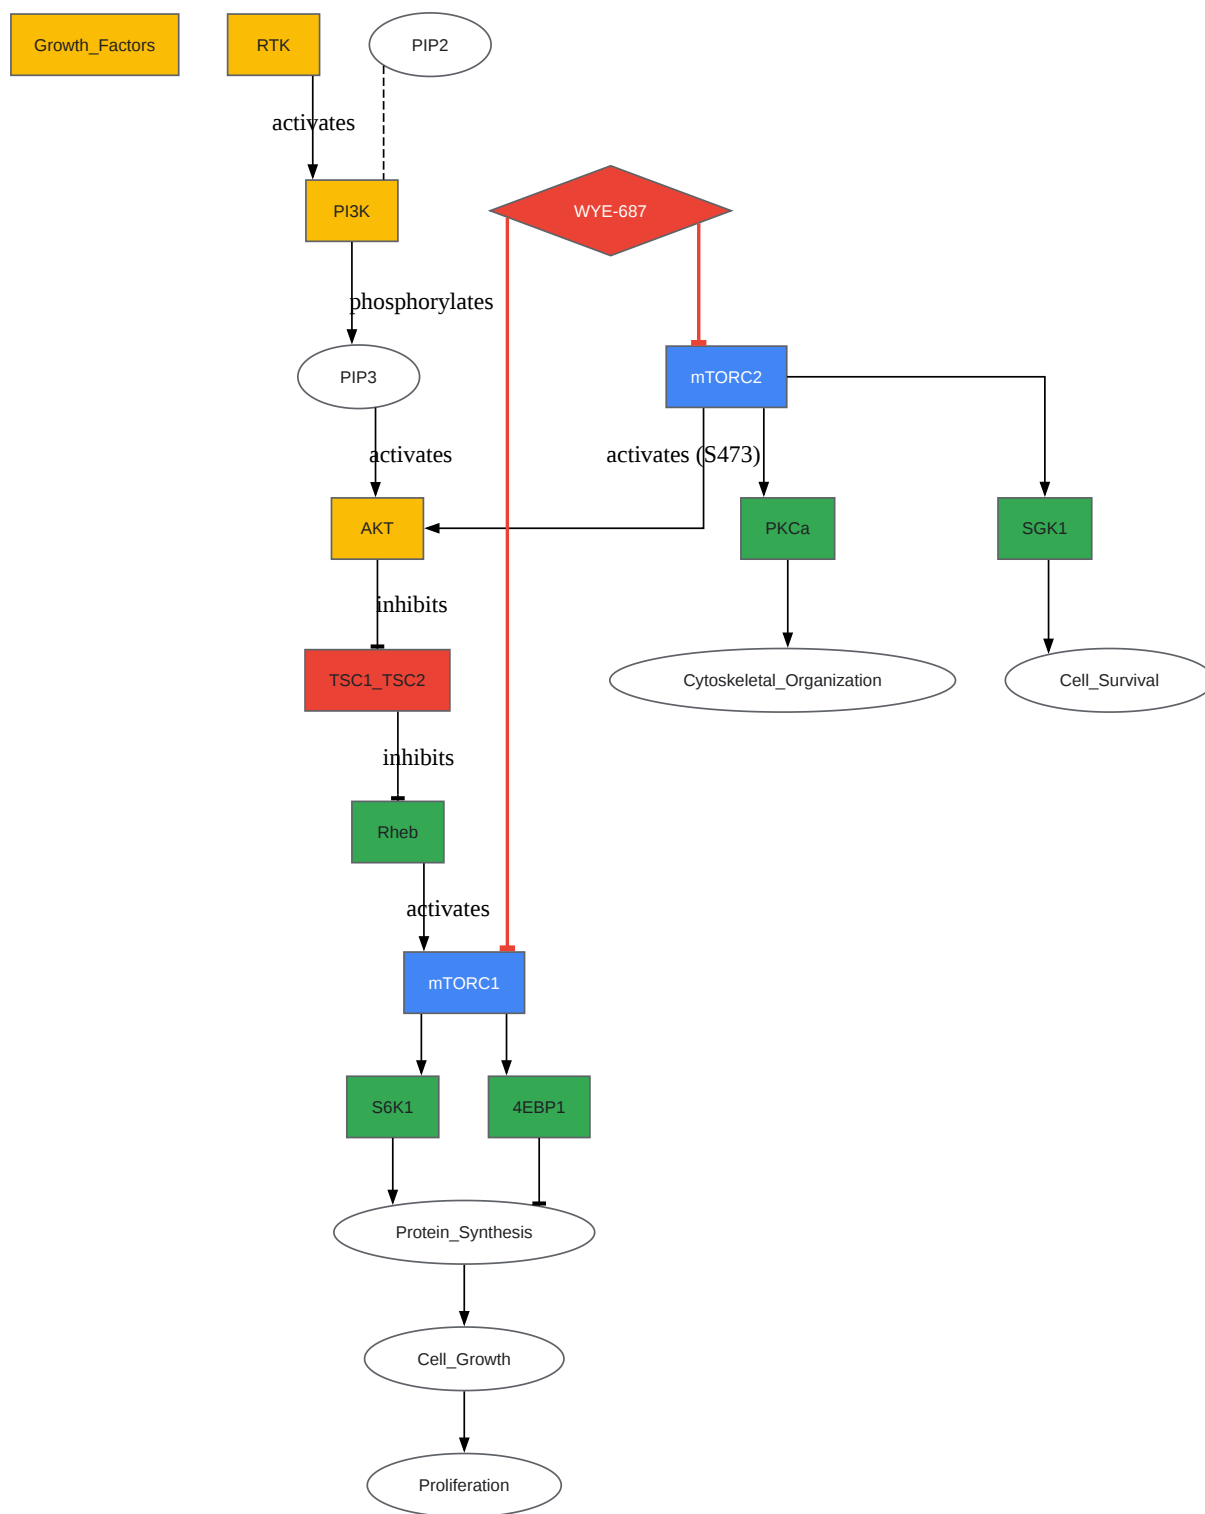 Growth_Factors
RTK
PIP2
activates
PI3K
WYE-687
phosphorylates
PIP3
mTORC2
activates
activates (S473)
AKT
PKCa
SGK1
inhibits
TSC1_TSC2
Cytoskeletal_Organization
Cell_Survival
inhibits
Rheb
activates
mTORC1
S6K1
4EBP1
Protein_Synthesis
Cell_Growth
Proliferation